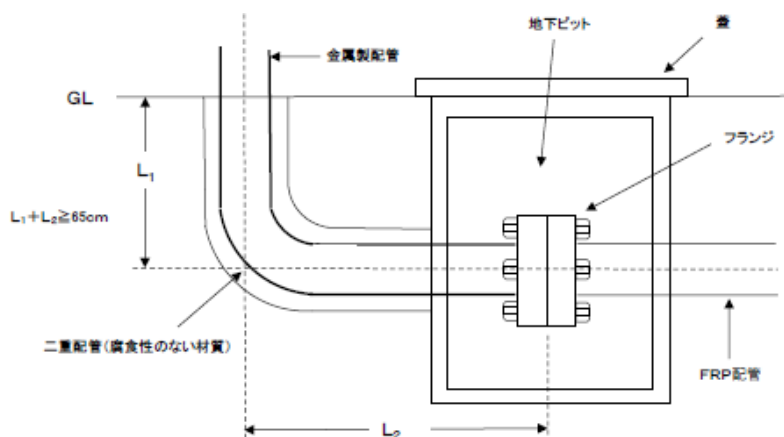 地下ピット
蓋
金属製配管
GL
フランジ
L₁
L₁+L₂≧65cm
二重配管(腐食性のない材質)
FRP配管
L₂